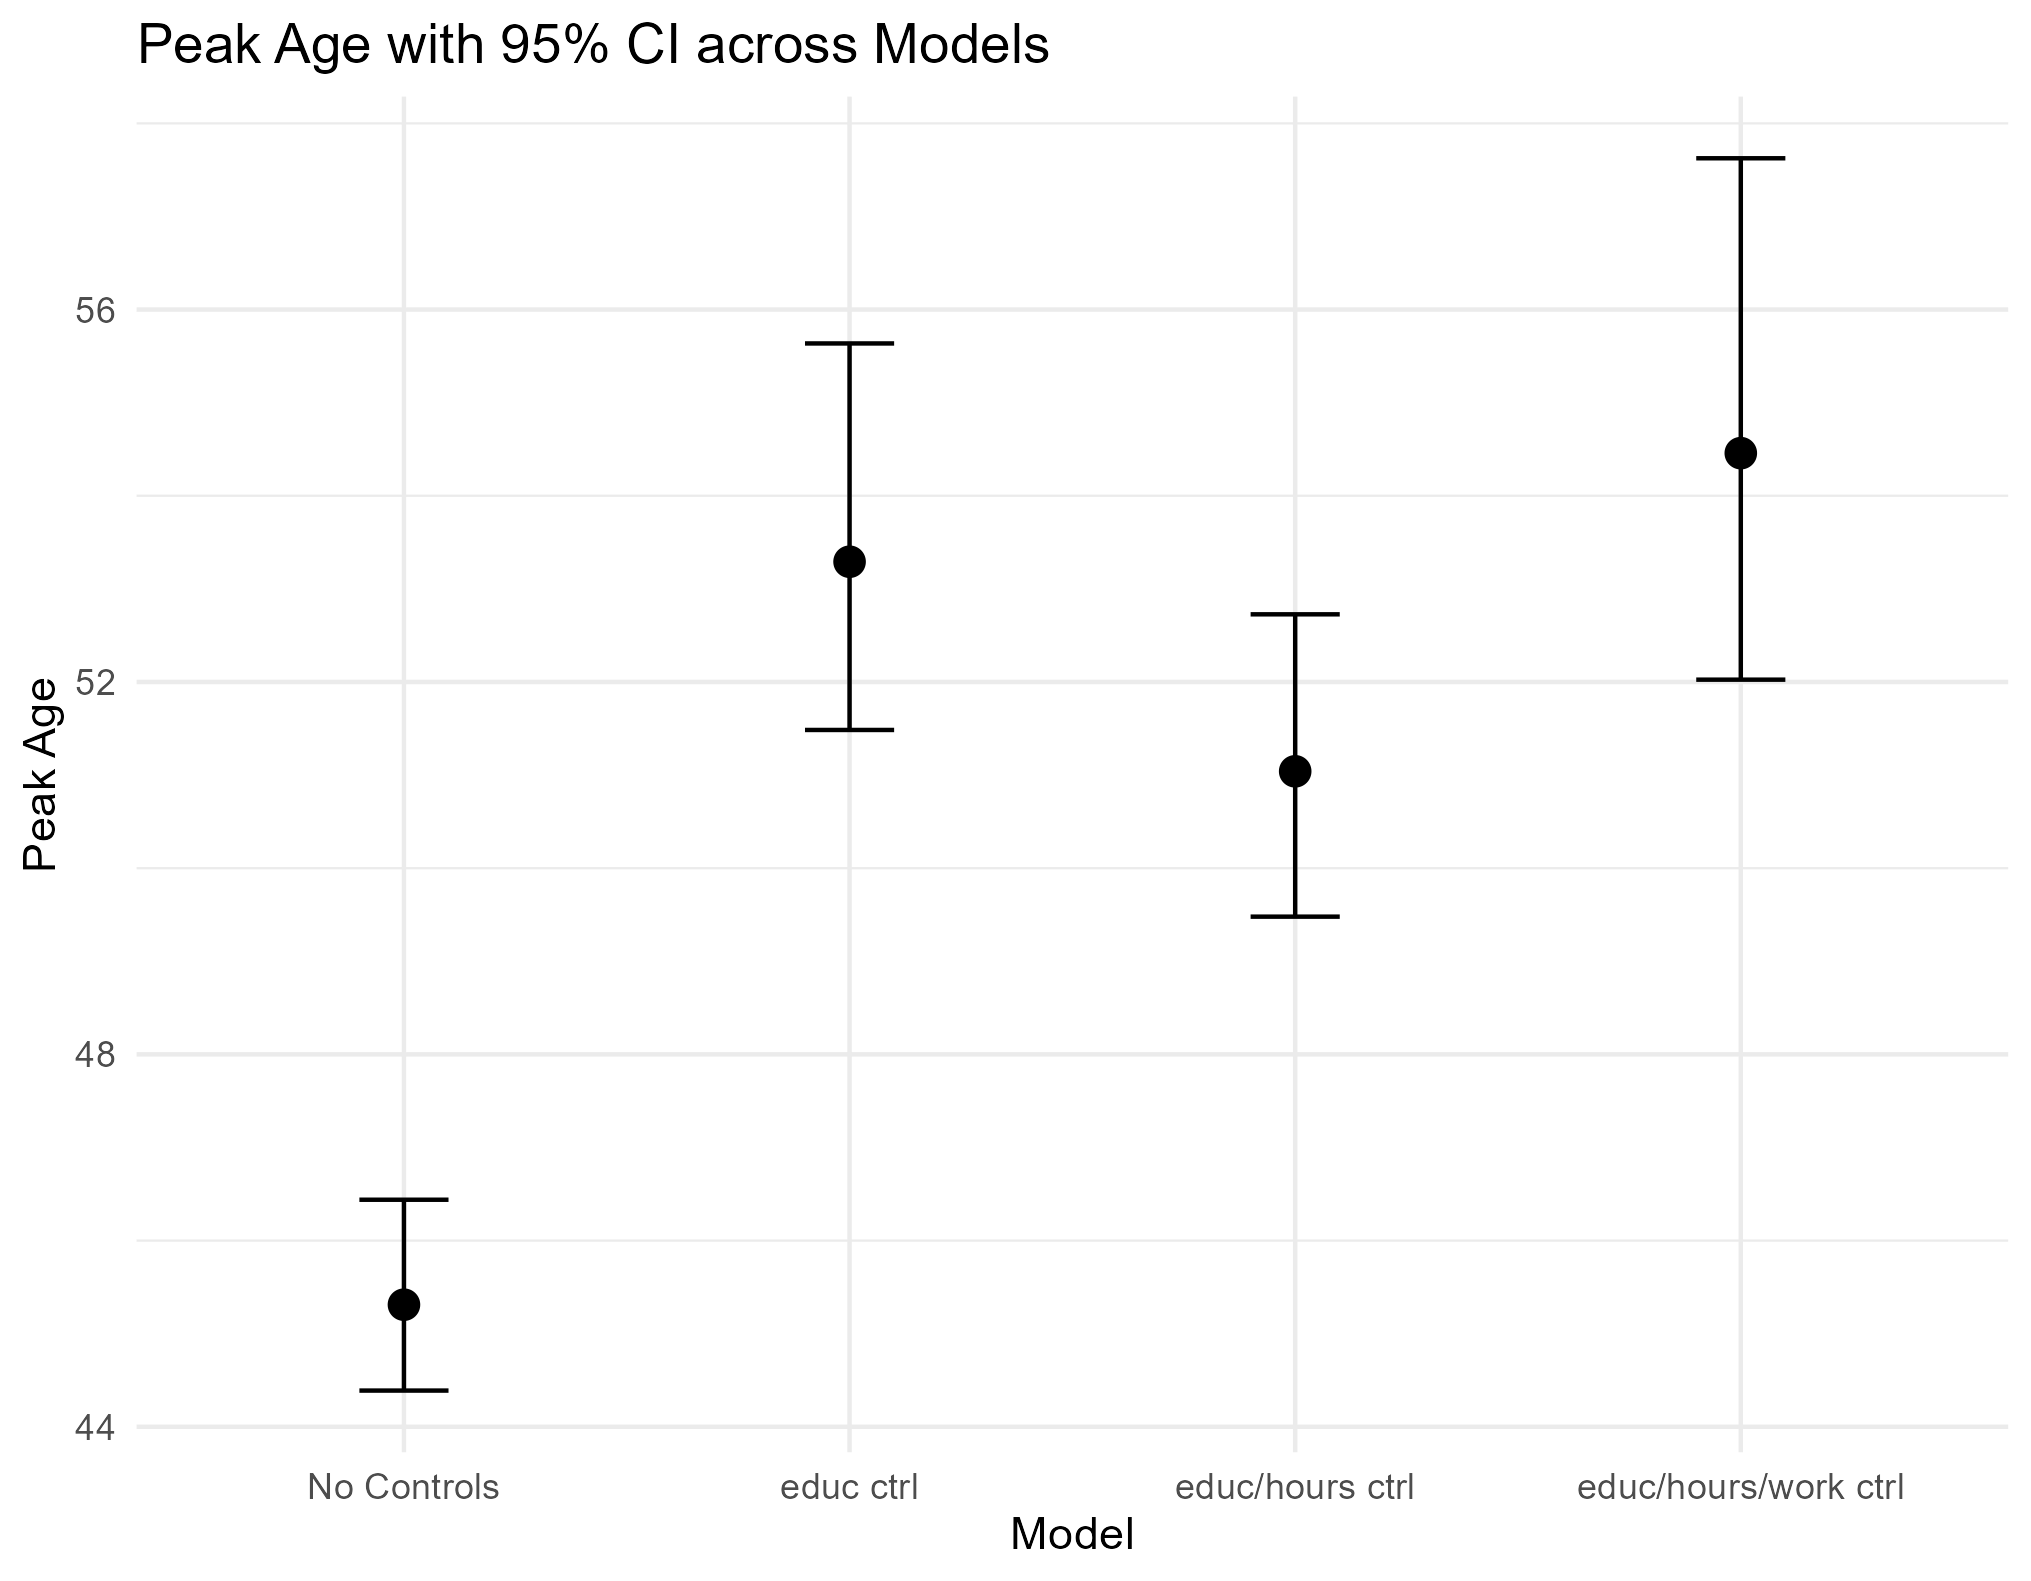 Peak Age with 95% CI across Models
Peak Age
56
52
48
44
No Controls
educ ctrl
educ/hours ctrl
educ/hours/work ctrl
Model